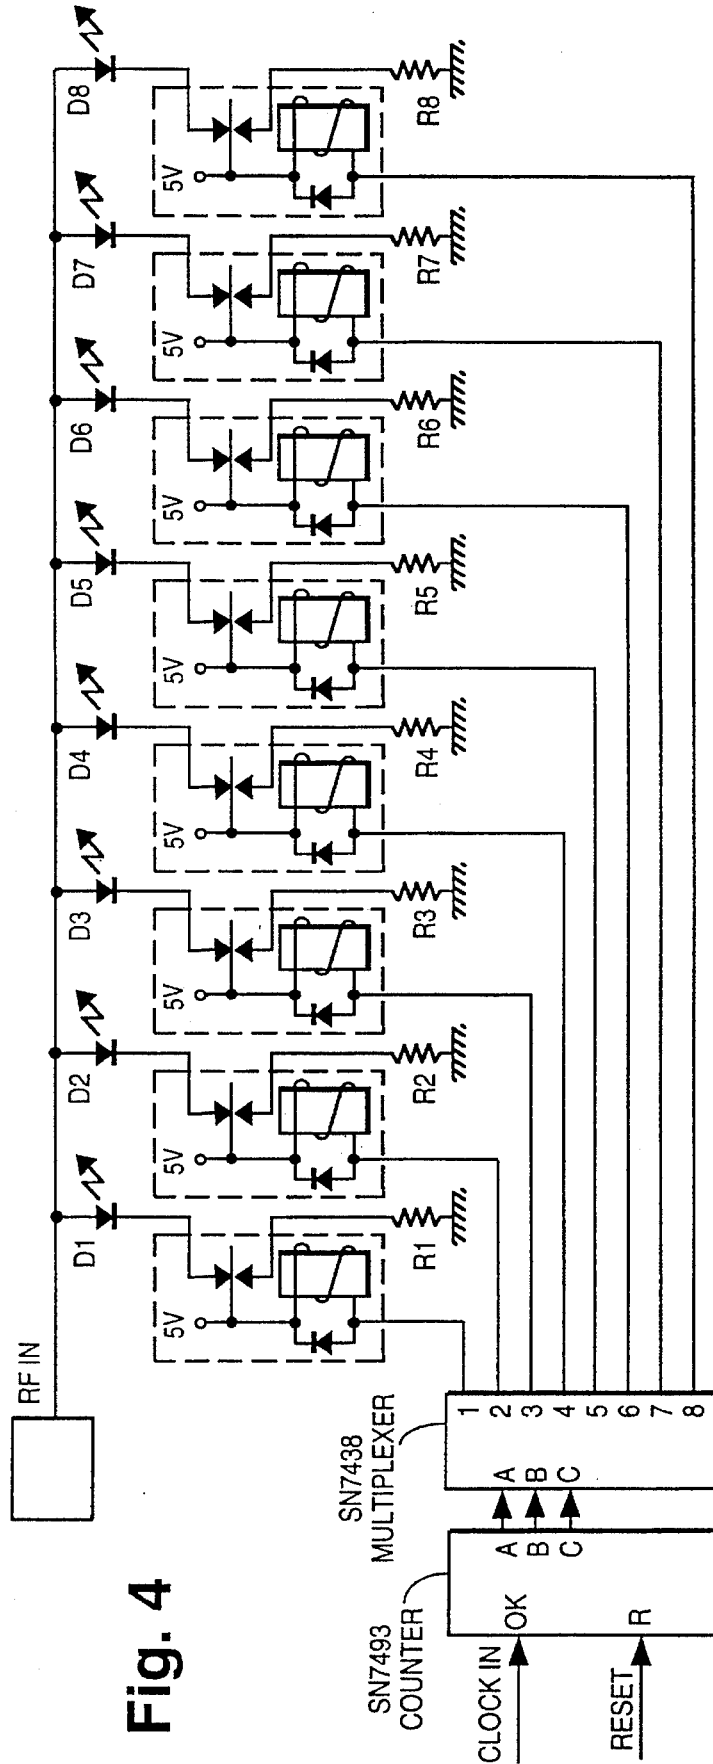 RF IN
D1
D2
D3
D4
D5
D6
D7
D8
5V
5V
5V
5V
5V
5V
5V
5V
R1
R2
R3
R4
R5
R6
R7
R8
SN7438
MULTIPLEXER
1
2
3
4
5
6
7
8
A
B
C
SN7493
COUNTER
A
B
C
OK
R
CLOCK IN
RESET
Fig. 4